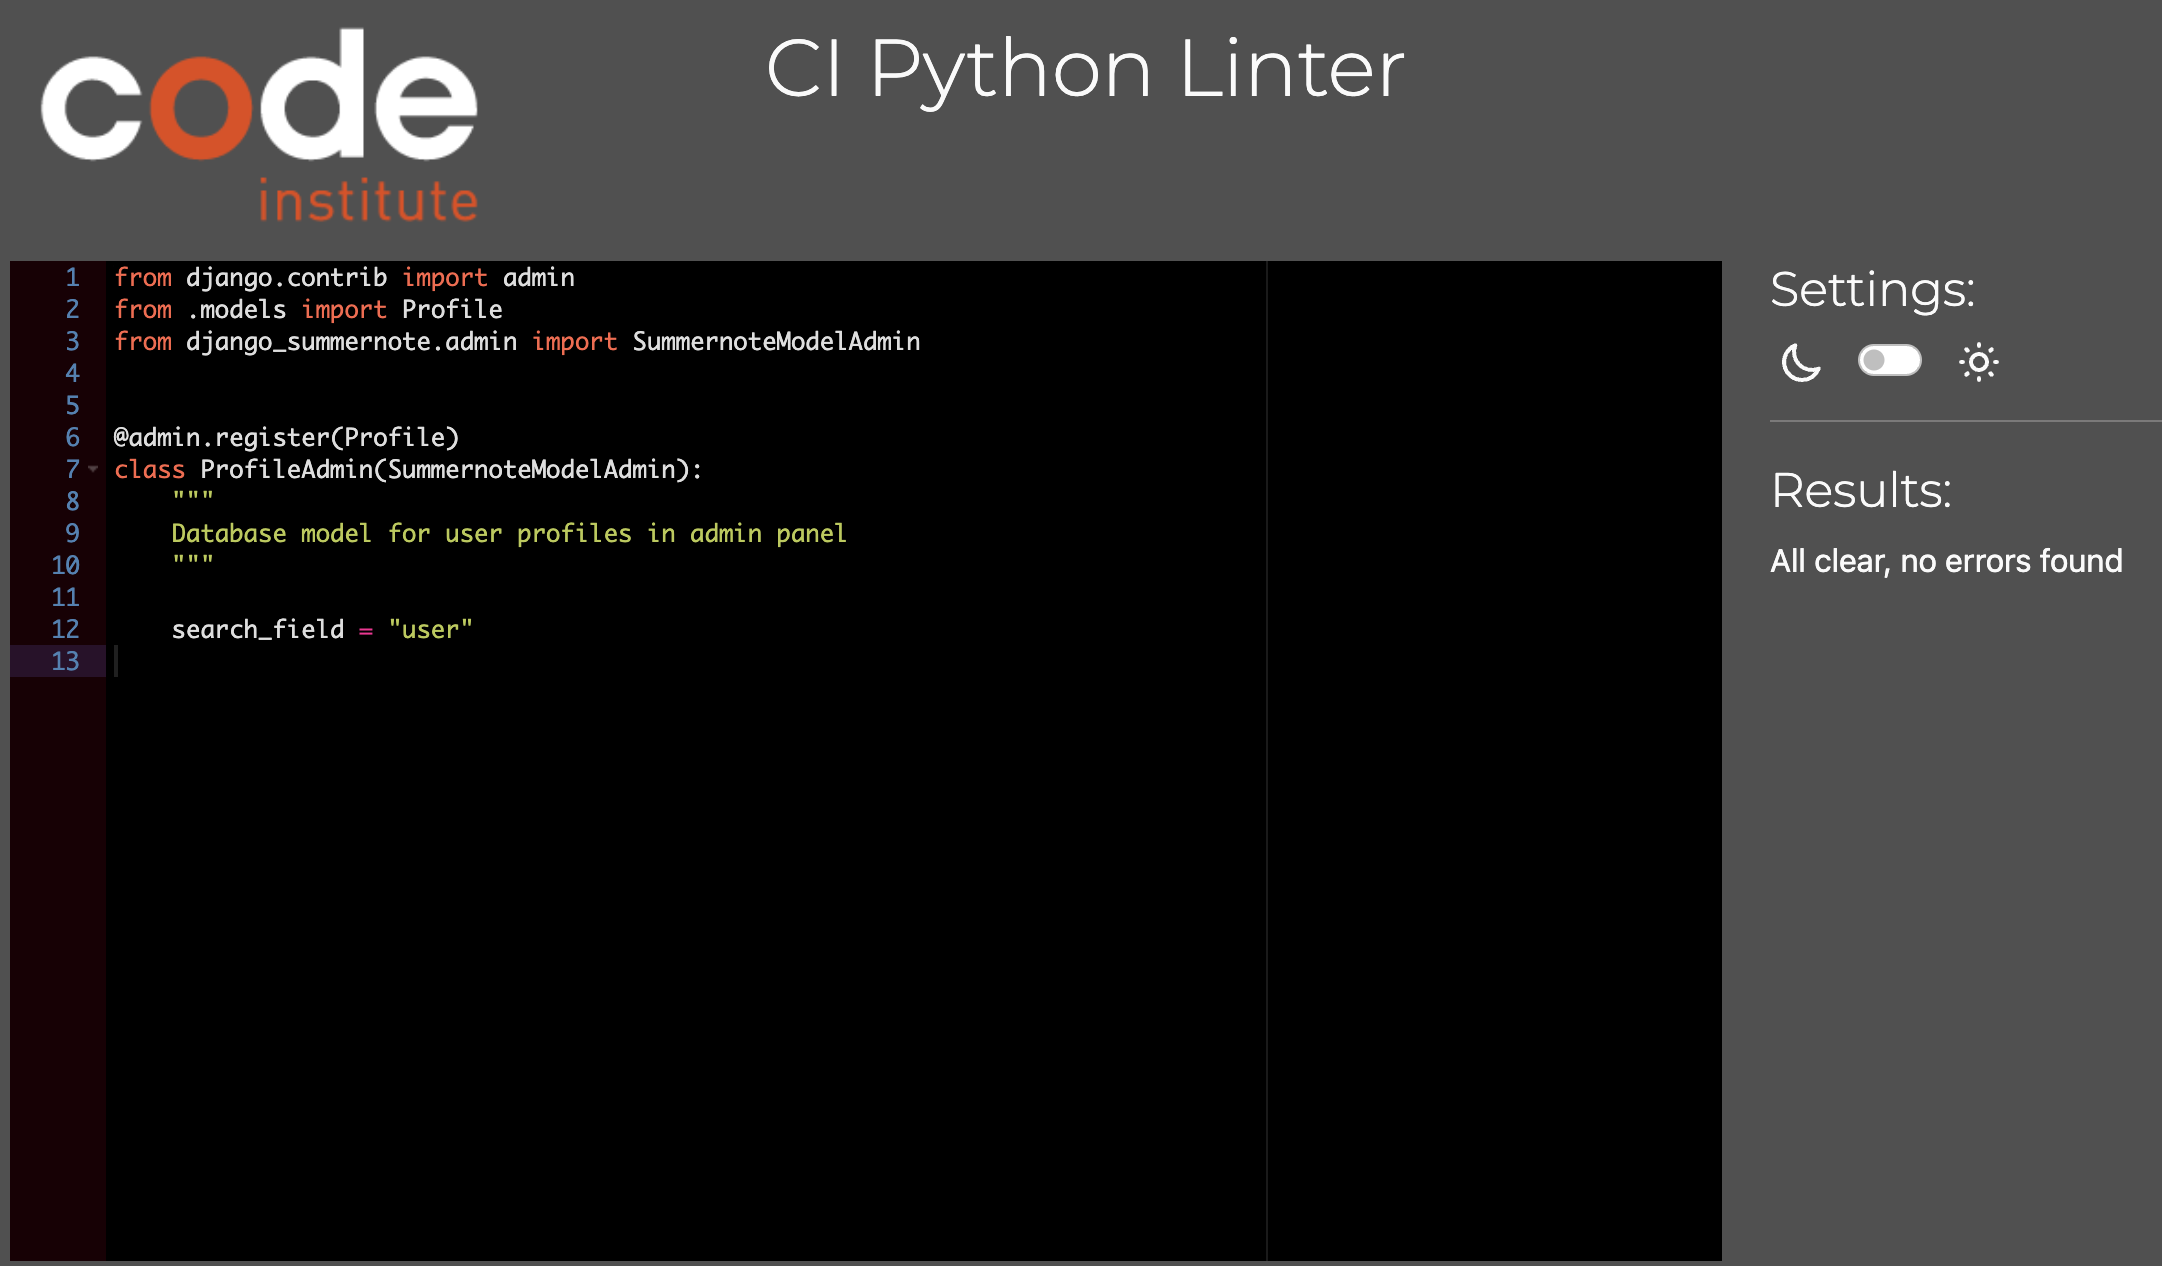 code
institute
CI Python Linter
1 from django.contrib import admin
2 from .models import Profile
3 from django_summernote.admin import SummernoteModelAdmin
4
5
6 @admin.register(Profile)
7 class ProfileAdmin(SummernoteModelAdmin):
8     """
9     Database model for user profiles in admin panel
10     """
11
12     search_field = "user"
13
Settings:
Results:
All clear, no errors found